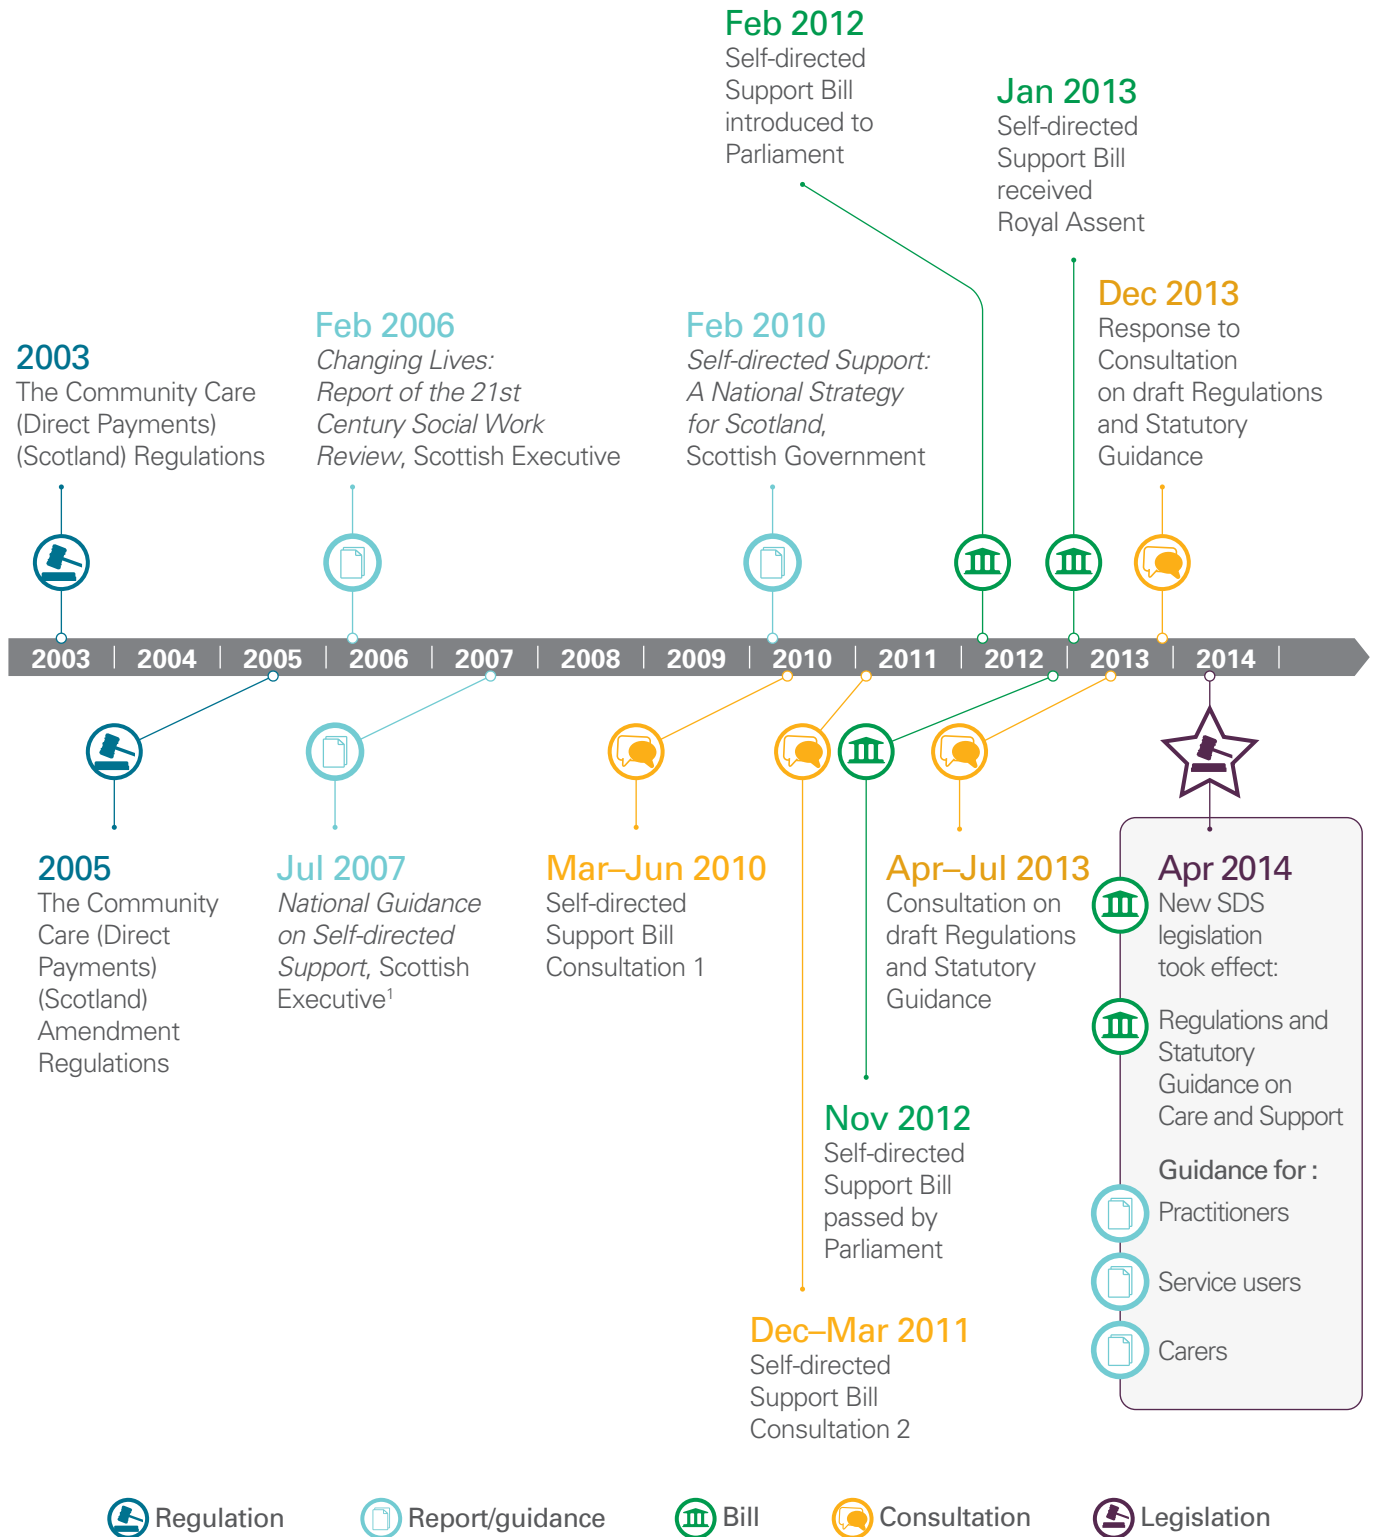 Feb 2012
Self-directed
Support Bill
introduced to
Parliament
Jan 2013
Self-directed
Support Bill
received
Royal Assent
2003
The Community Care
(Direct Payments)
(Scotland) Regulations
Feb 2006
Changing Lives:
Report of the 21st
Century Social Work
Review, Scottish Executive
Feb 2010
Self-directed Support:
A National Strategy
for Scotland,
Scottish Government
Dec 2013
Response to
Consultation
on draft Regulations
and Statutory
Guidance
2003 2004 2005 2006 2007 2008 2009 2010 2011 2012 2013 2014
2005
The Community
Care (Direct
Payments)
(Scotland)
Amendment
Regulations
Jul 2007
National Guidance
on Self-directed
Support, Scottish
Executive1
Mar–Jun 2010
Self-directed
Support Bill
Consultation 1
Dec–Mar 2011
Self-directed
Support Bill
Consultation 2
Nov 2012
Self-directed
Support Bill
passed by
Parliament
Apr–Jul 2013
Consultation on
draft Regulations
and Statutory
Guidance
Apr 2014
New SDS
legislation
took effect:
Regulations and
Statutory
Guidance on
Care and Support
Guidance for :
Practitioners
Service users
Carers
Regulation Report/guidance Bill Consultation Legislation